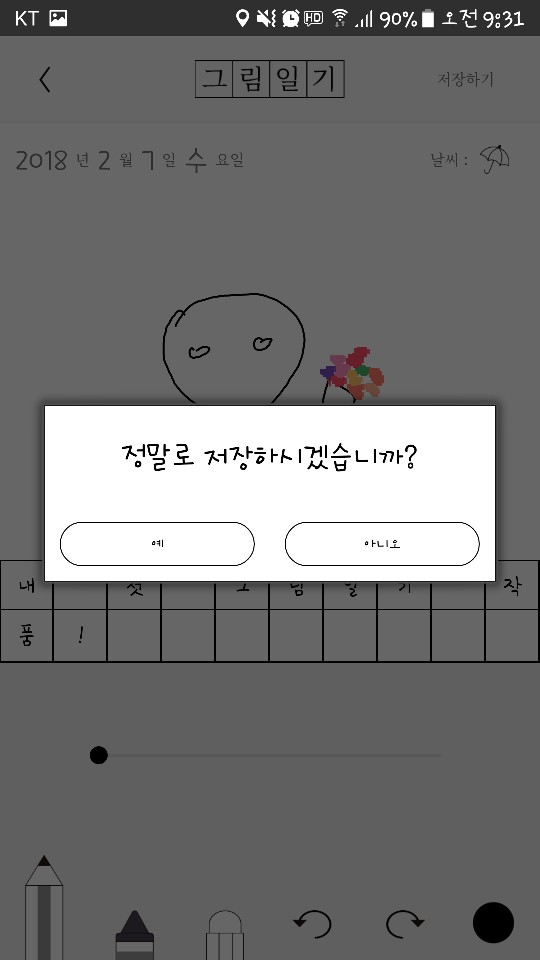 KT HD 90% 오전 9:31
그림일기 저장하기
2018 년 2 월 7 일 수 요일 날씨 :
정말로 저장하시겠습니까?
예 아니오
내 첫 그 림 일 기 작
품 !